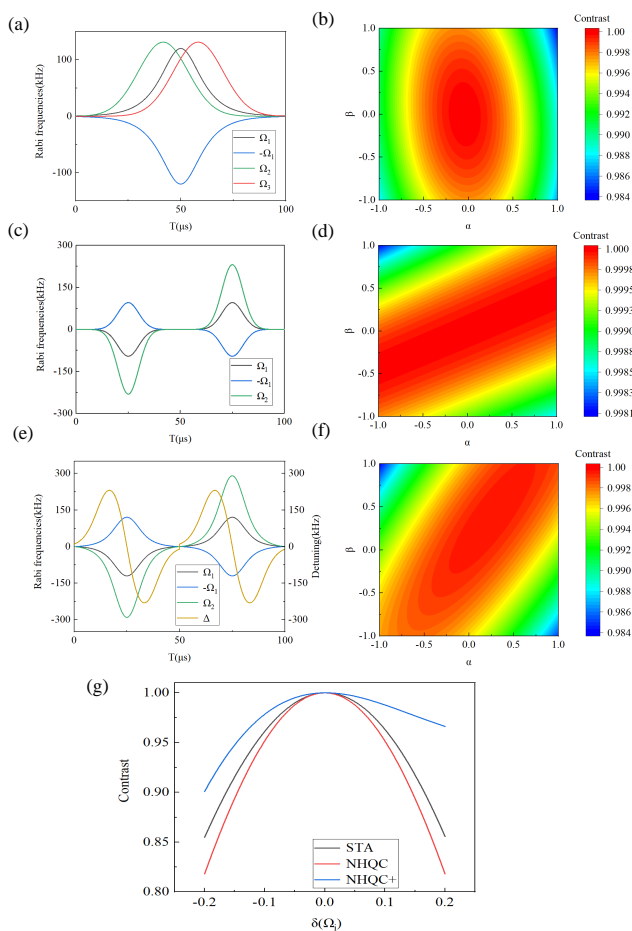 (a)
Rabi frequencies(kHz)
100
0
-100
0
50
100
T(μs)
Ω1
-Ω1
Ω2
Ω3
(b)
β
1.0
0.5
0.0
-0.5
-1.0
-1.0
-0.5
0.0
0.5
1.0
α
Contrast
1.00
0.998
0.996
0.994
0.992
0.990
0.988
0.986
0.984
(c)
Rabi frequencies(kHz)
300
150
0
-150
-300
0
50
100
T(μs)
Ω1
-Ω1
Ω2
(d)
β
1.0
0.5
-0.0
-0.5
-1.0
-1.0
-0.5
0.0
0.5
1.0
α
Contrast
1.000
0.9998
0.9996
0.9993
0.9990
0.9988
0.9986
0.9983
0.9981
(e)
Rabi frequencies(kHz)
300
150
0
-150
-300
0
50
100
T(μs)
300
150
0
-150
-300
Detuning(kHz)
Ω1
-Ω1
Ω2
Δ
(f)
β
1.0
0.5
0.0
-0.5
-1.0
-1.0
-0.5
0.0
0.5
1.0
α
Contrast
1.00
0.998
0.996
0.994
0.992
0.990
0.988
0.986
0.984
(g)
Contrast
1.00
0.95
0.90
0.85
0.80
-0.2
-0.1
0.0
0.1
0.2
δ(Ωi)
STA
NHQC
NHQC+